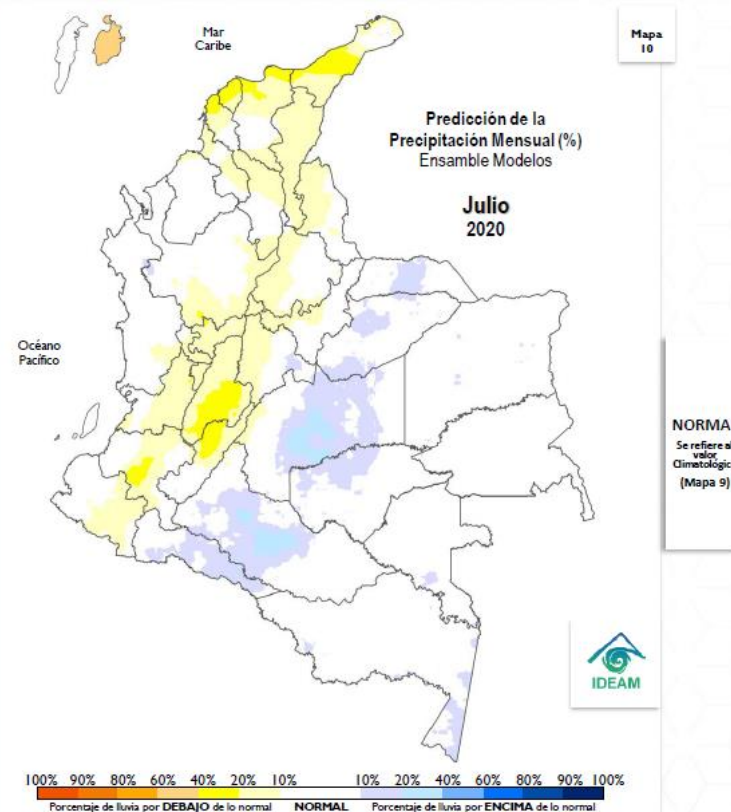 Mar
Caribe
Mapa
10
Predicción de la
Precipitación Mensual (%)
Ensamble Modelos
Julio
2020
Océano
Pacífico
NORMA
Se refiere al
valor
Climatológic
(Mapa 9)
IDEAM
100% 90% 80% 60% 40% 20% 10% 10% 20% 40% 60% 80% 90% 100%
Porcentaje de lluvia por DEBAJO de lo normal NORMAL Porcentaje de lluvia por ENCIMA de lo normal